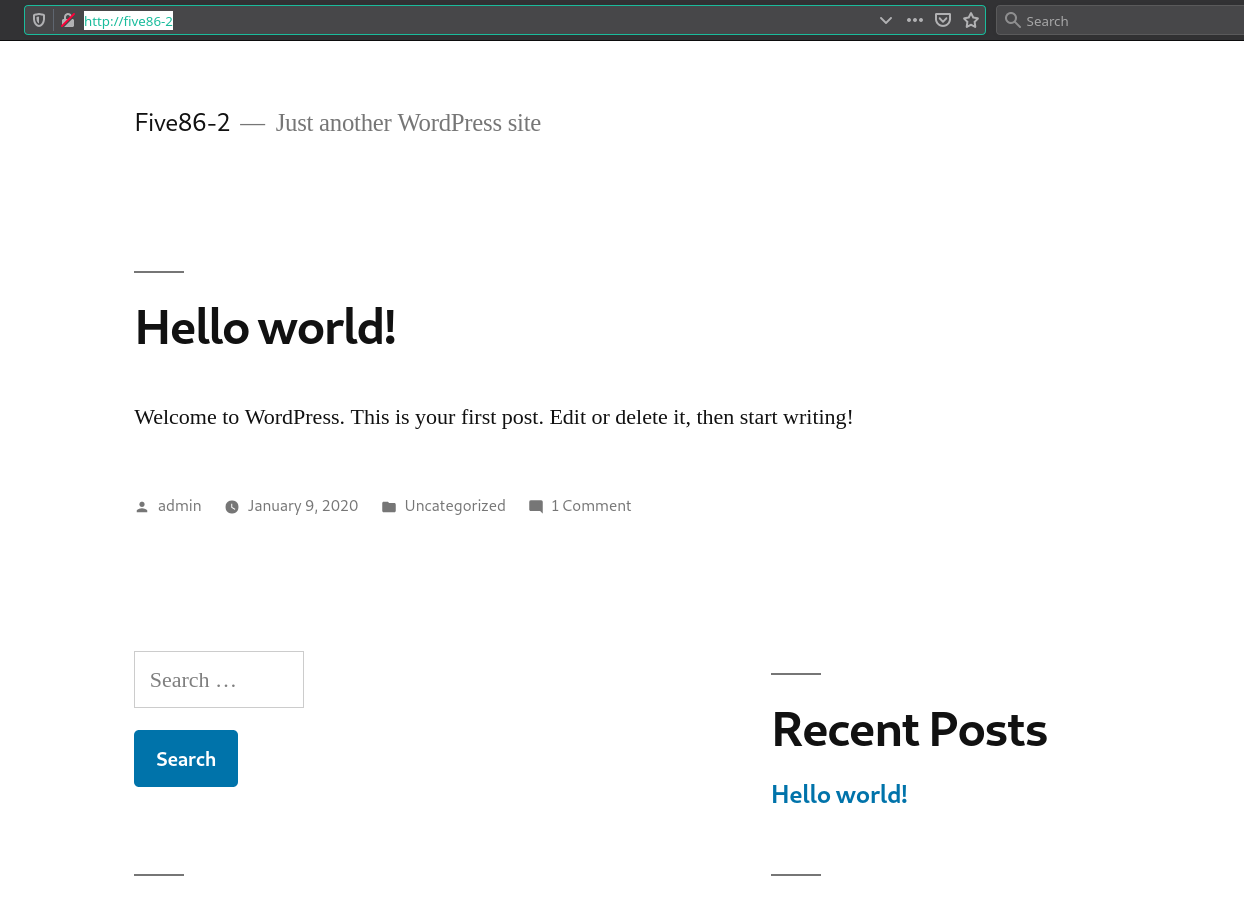 http://five86-2
Search
Five86-2 — Just another WordPress site
Hello world!
Welcome to WordPress. This is your first post. Edit or delete it, then start writing!
admin January 9, 2020 Uncategorized 1 Comment
Search …
Search
Recent Posts
Hello world!